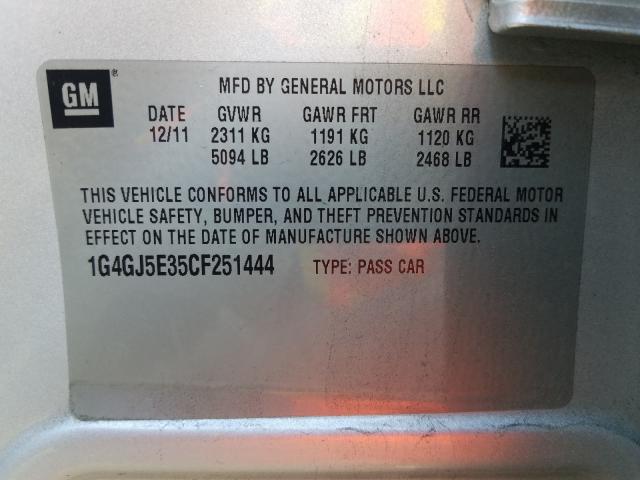 GM ®
MFD BY GENERAL MOTORS LLC
DATE GVWR GAWR FRT GAWR RR
12/11 2311 KG 1191 KG 1120 KG
5094 LB 2626 LB 2468 LB
THIS VEHICLE CONFORMS TO ALL APPLICABLE U.S. FEDERAL MOTOR
VEHICLE SAFETY, BUMPER, AND THEFT PREVENTION STANDARDS IN
EFFECT ON THE DATE OF MANUFACTURE SHOWN ABOVE.
1G4GJ5E35CF251444 TYPE: PASS CAR